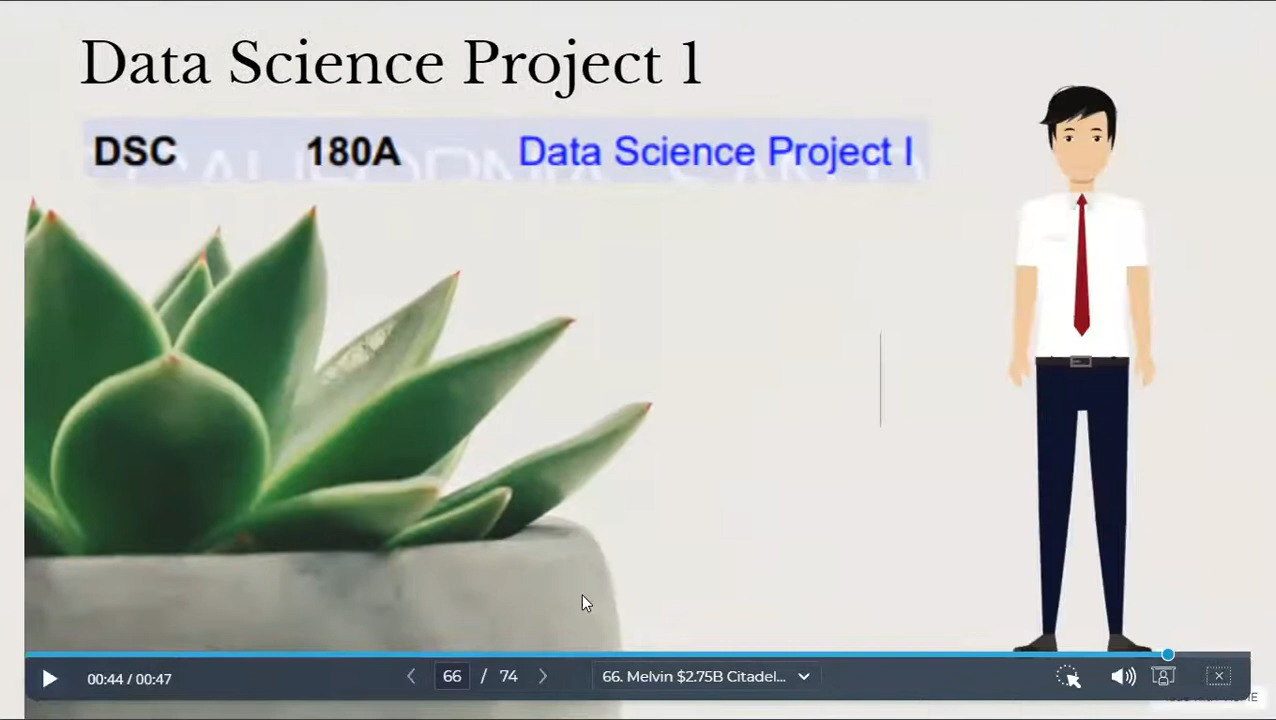 Data Science Project 1
DSC 180A Data Science Project I
00:44 / 00:47
66 / 74
66. Melvin $2.75B Citadel...